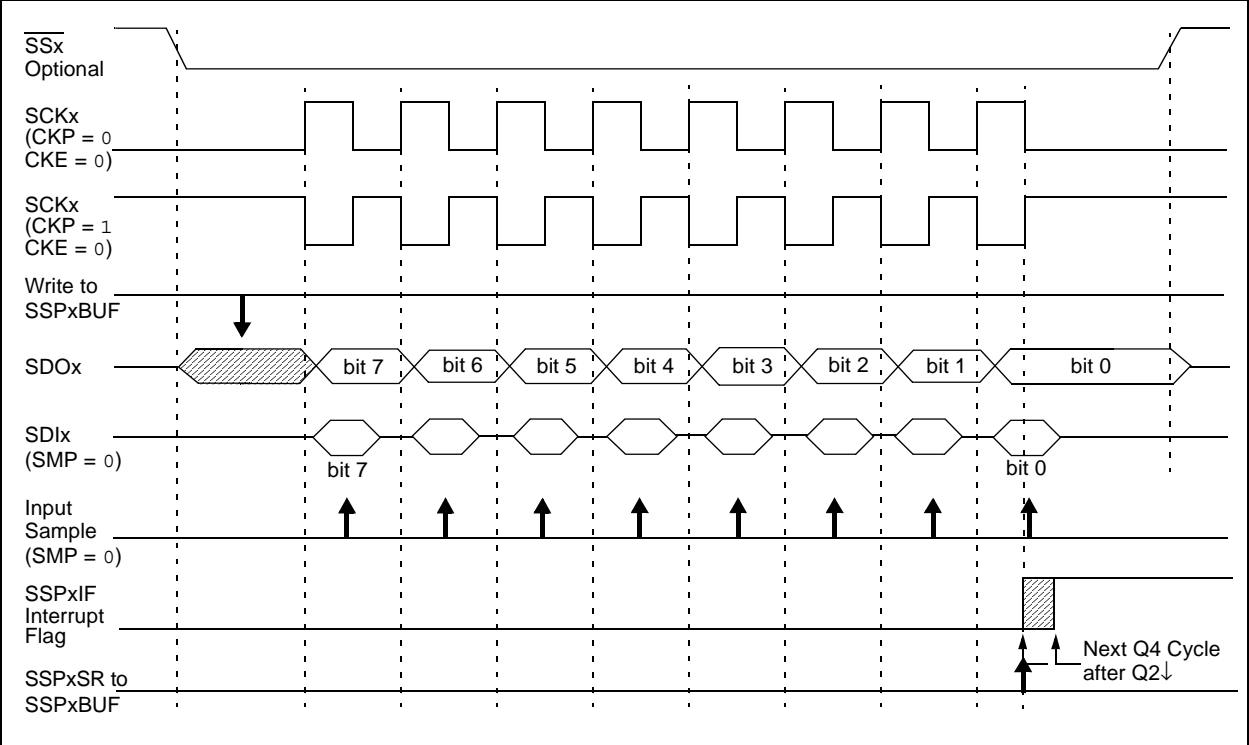 SSx
Optional
SCKx
(CKP = 0
CKE = 0)
SCKx
(CKP = 1
CKE = 0)
Write to
SSPxBUF
SDOx
bit 7 bit 6 bit 5 bit 4 bit 3 bit 2 bit 1 bit 0
SDIx
(SMP = 0)
bit 7 bit 0
Input
Sample
(SMP = 0)
SSPxIF
Interrupt
Flag
Next Q4 Cycle
after Q2↓
SSPxSR to
SSPxBUF